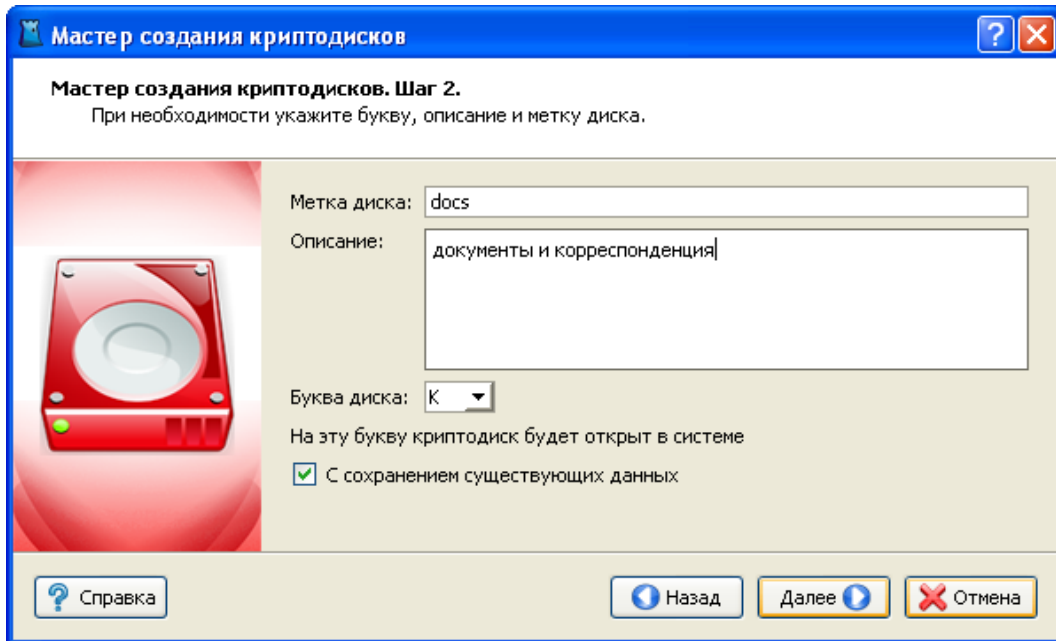 Мастер создания криптодисков
Мастер создания криптодисков. Шаг 2.
При необходимости укажите букву, описание и метку диска.
Метка диска: docs
Описание: документы и корреспонденция
Буква диска: K
На эту букву криптодиск будет открыт в системе
С сохранением существующих данных
Справка Назад Далее Отмена